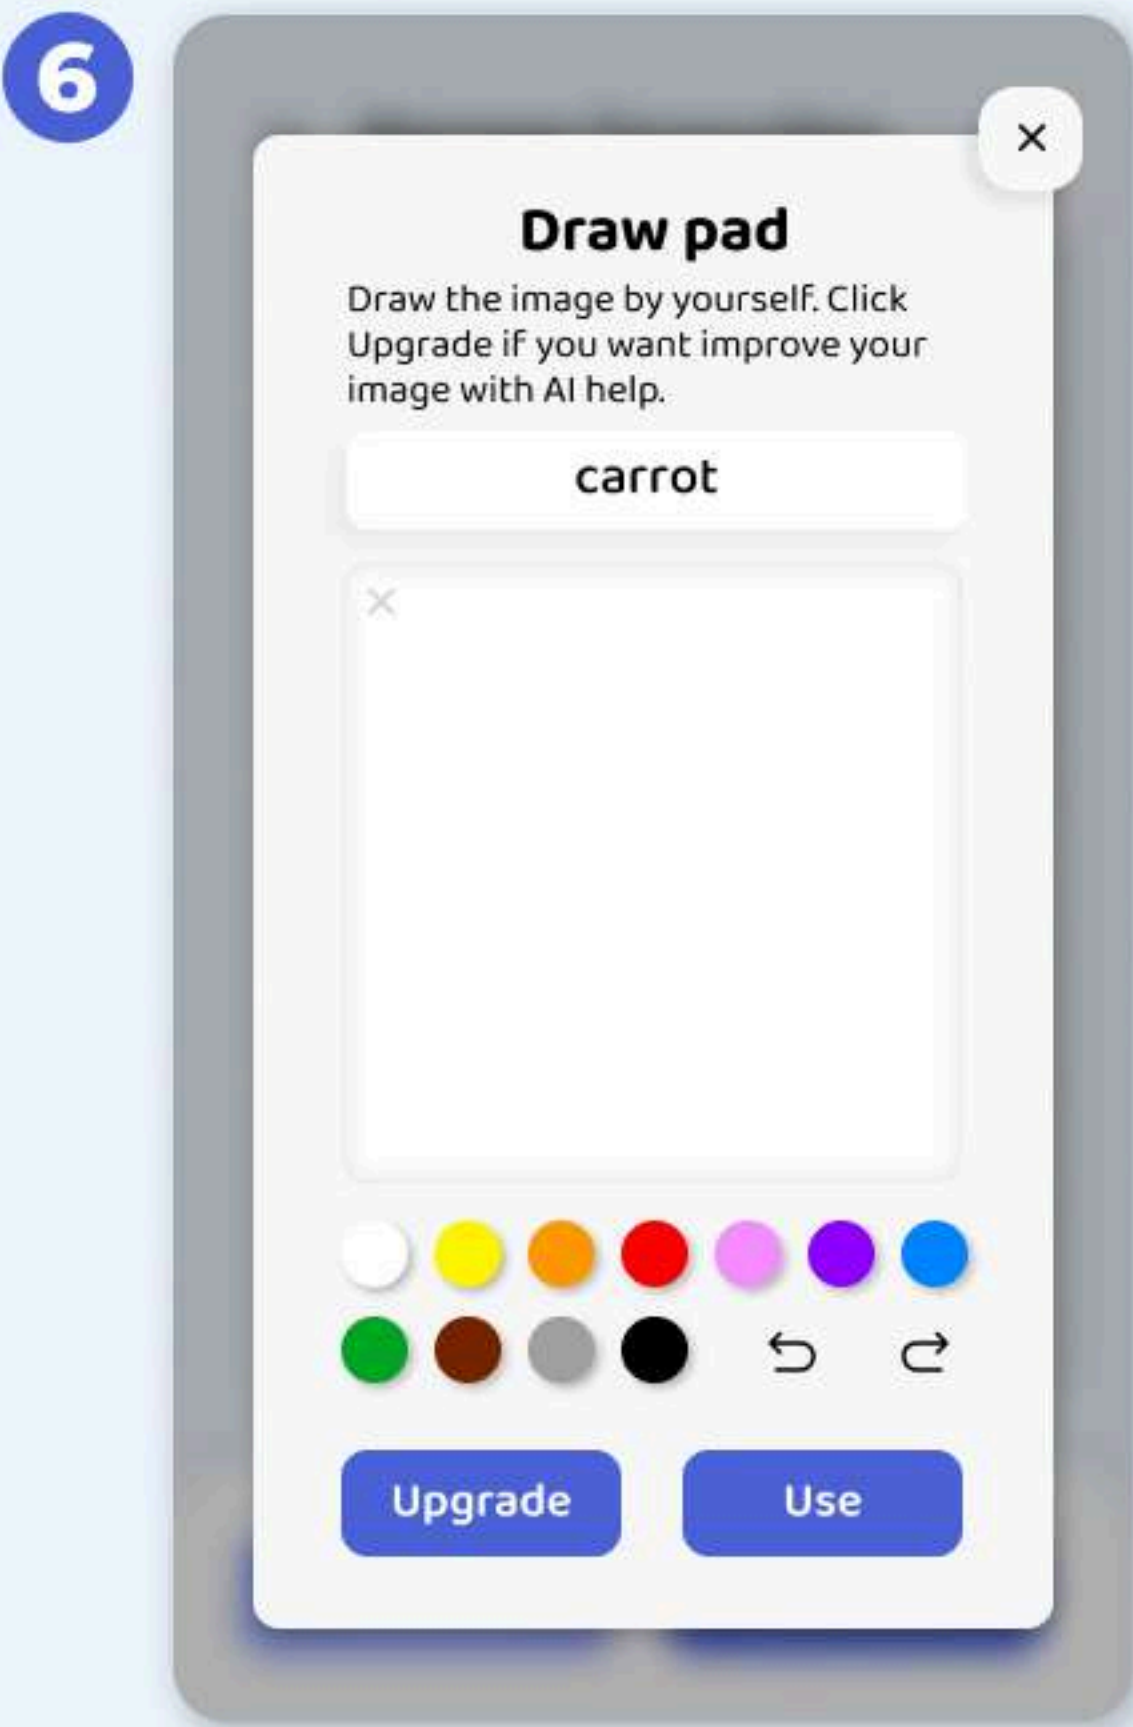 6
Draw pad
Draw the image by yourself. Click
Upgrade if you want improve your
image with AI help.
carrot
Upgrade
Use